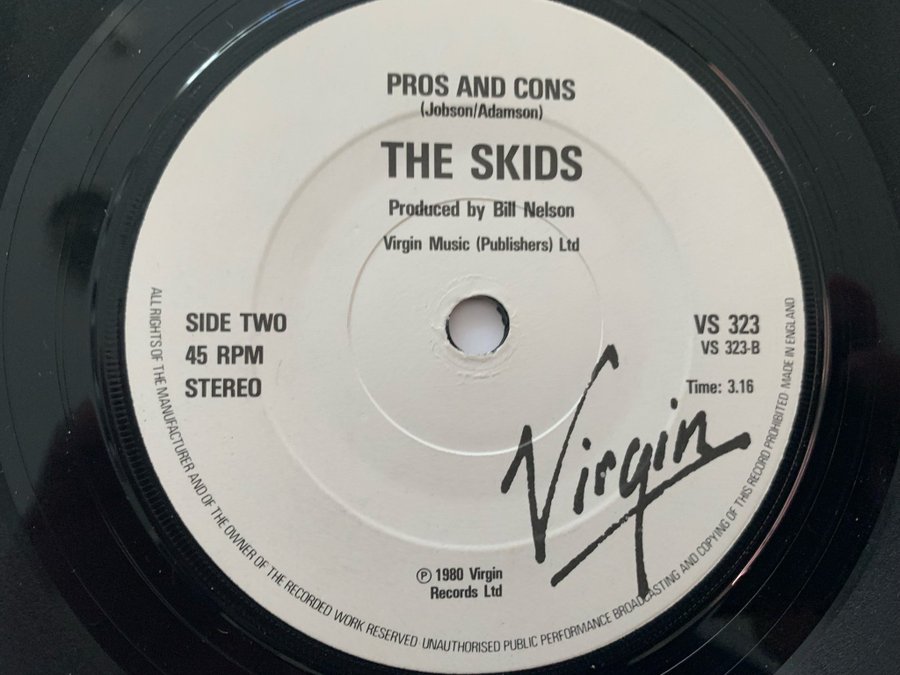 PROS AND CONS
(Jobson/Adamson)
THE SKIDS
Produced by Bill Nelson
Virgin Music (Publishers) Ltd
SIDE TWO
45 RPM
STEREO
VS 323
VS 323-B
Time: 3.16
Virgin
℗ 1980 Virgin
Records Ltd
ALL RIGHTS OF THE MANUFACTURER AND OF THE OWNER OF THE RECORDED WORK RESERVED UNAUTHORISED PUBLIC PERFORMANCE BROADCASTING AND COPYING OF THIS RECORD PROHIBITED MADE IN ENGLAND